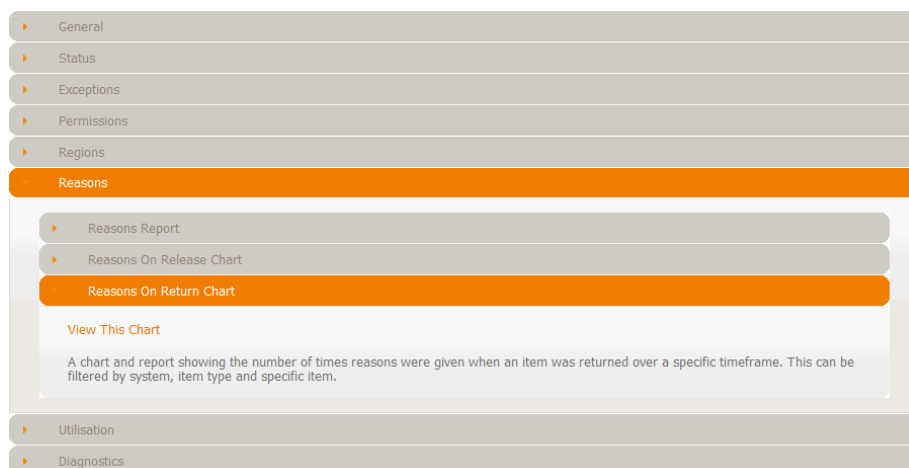 General
Status
Exceptions
Permissions
Regions
Reasons
Reasons Report
Reasons On Release Chart
Reasons On Return Chart
View This Chart
A chart and report showing the number of times reasons were given when an item was returned over a specific timeframe. This can be
filtered by system, item type and specific item.
Utilisation
Diagnostics